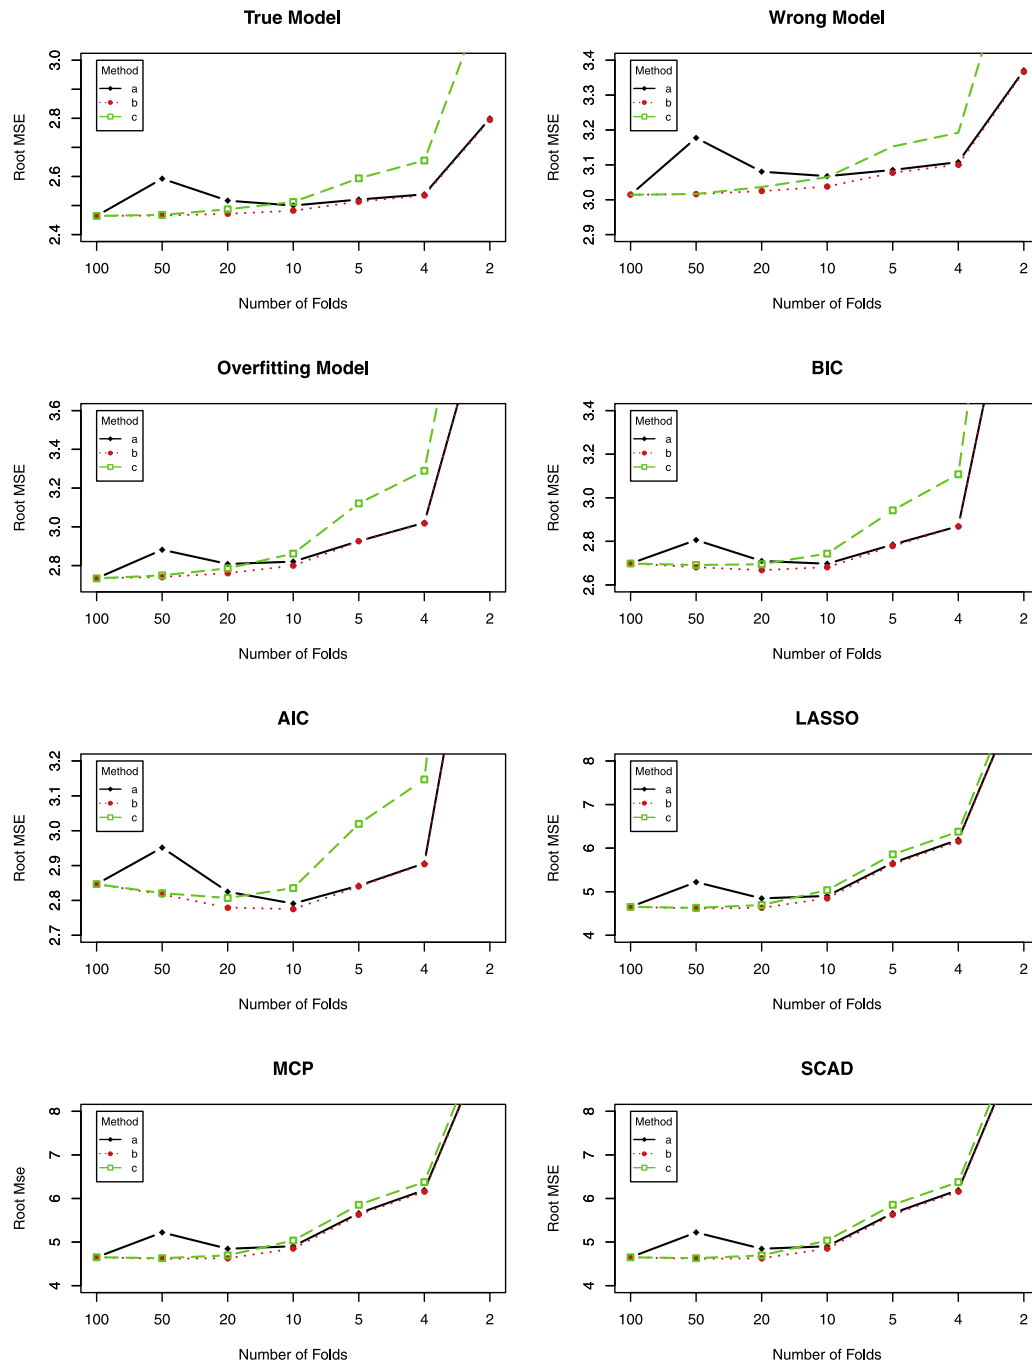 True Model
Root MSE
3.0
2.8
2.6
2.4
Method
a
b
c
100 50 20 10 5 4 2
Number of Folds
Wrong Model
Root MSE
3.4
3.3
3.2
3.1
3.0
2.9
Method
a
b
c
100 50 20 10 5 4 2
Number of Folds
Overfitting Model
Root MSE
3.6
3.4
3.2
3.0
2.8
Method
a
b
c
100 50 20 10 5 4 2
Number of Folds
BIC
Root MSE
3.4
3.2
3.0
2.8
2.6
Method
a
b
c
100 50 20 10 5 4 2
Number of Folds
AIC
Root MSE
3.2
3.1
3.0
2.9
2.8
2.7
Method
a
b
c
100 50 20 10 5 4 2
Number of Folds
LASSO
Root MSE
8
7
6
5
4
Method
a
b
c
100 50 20 10 5 4 2
Number of Folds
MCP
Root Mse
8
7
6
5
4
Method
a
b
c
100 50 20 10 5 4 2
Number of Folds
SCAD
Root MSE
8
7
6
5
4
Method
a
b
c
100 50 20 10 5 4 2
Number of Folds